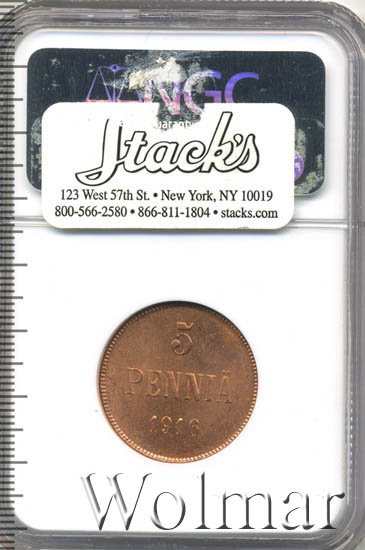 NGC
Stack's
123 West 57th St. • New York, NY 10019
800-566-2580 • 866-811-1804 • stacks.com
5
PENNIÄ
1916
Wolmar